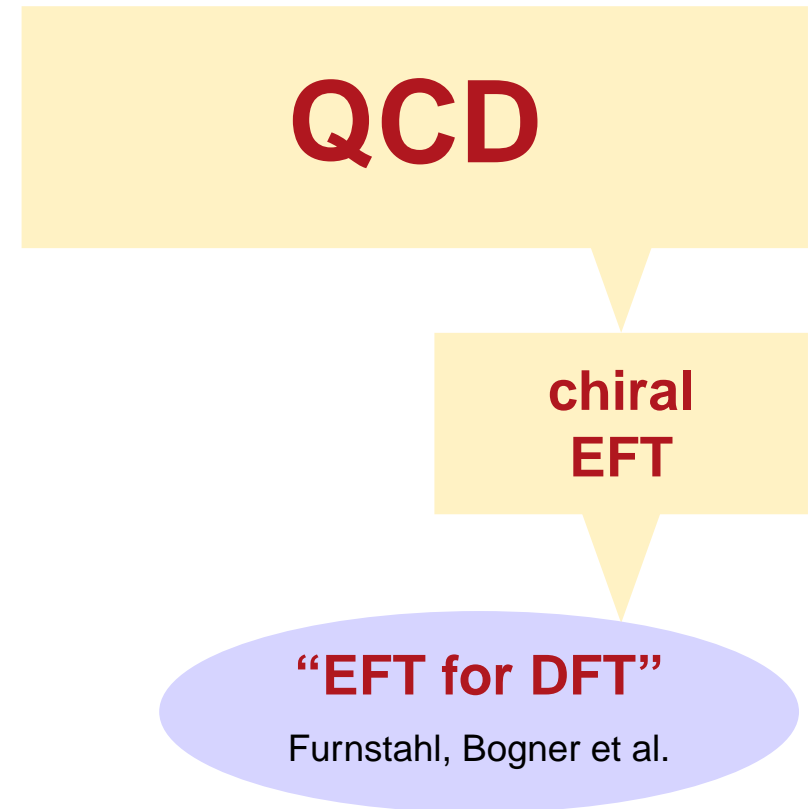 QCD
chiral
EFT
“EFT for DFT”
Furnstahl, Bogner et al.